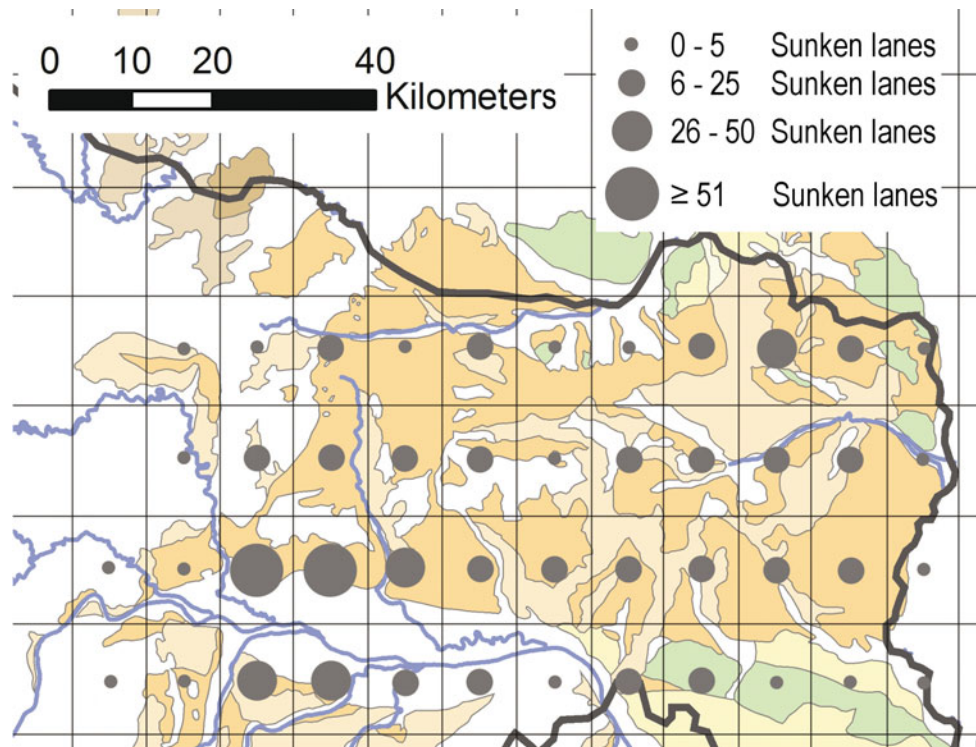 0 10 20 40
Kilometers
0 - 5 Sunken lanes
6 - 25 Sunken lanes
26 - 50 Sunken lanes
≥ 51 Sunken lanes